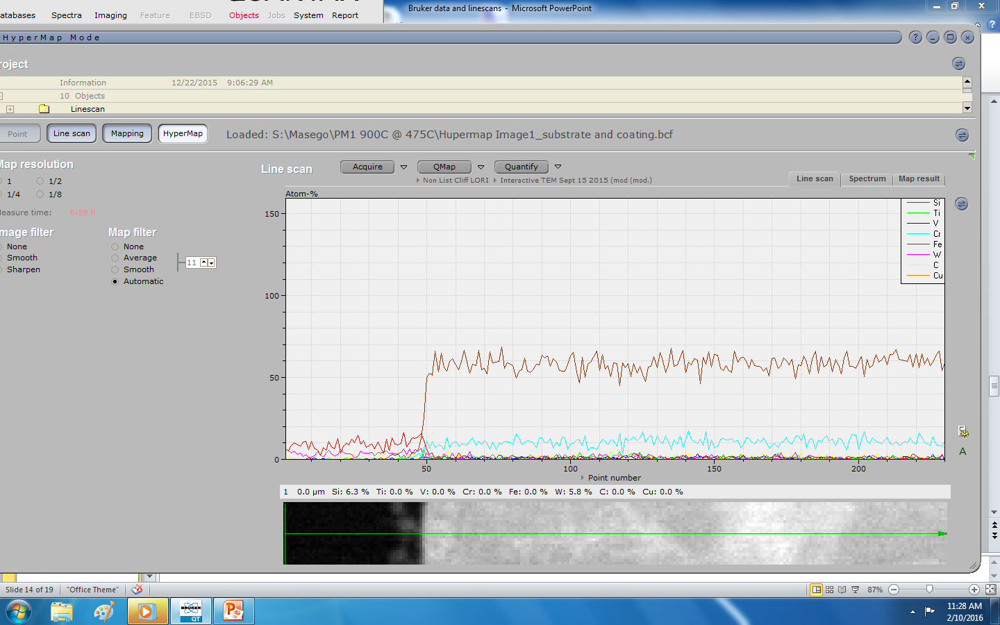 Bruker data and linescans - Microsoft PowerPoint
atabases Spectra Imaging Feature EBSD Objects Jobs System Report
HyperMap Mode
roject
Information 12/22/2015 9:06:29 AM
10 Objects
Linescan
Point Line scan Mapping HyperMap Loaded: S:\Masego\PM1 900C @ 475C\Hupermap Image1_substrate and coating.bcf
Map resolution
1 1/2
1/4 1/8
leasure time: 5:39 h
mage filter Map filter
None None
Smooth Average 11
Sharpen Smooth
Automatic
Line scan Acquire QMap Quantify
Non List Cliff LORI Interactive TEM Sept 15 2015 (mod (mod.)
Line scan Spectrum Map result
Atom-%
150
100
50
0
Si
Ti
V
Cr
Fe
W
C
Cu
50 100 150 200
Point number
A
1 0.0 µm Si: 6.3 % Ti: 0.0 % V: 0.0 % Cr: 0.0 % Fe: 0.0 % W: 5.8 % C: 0.0 % Cu: 0.0 %
Slide 14 of 19 "Office Theme" 87%
BRUKER
QT
11:28 AM
2/10/2016